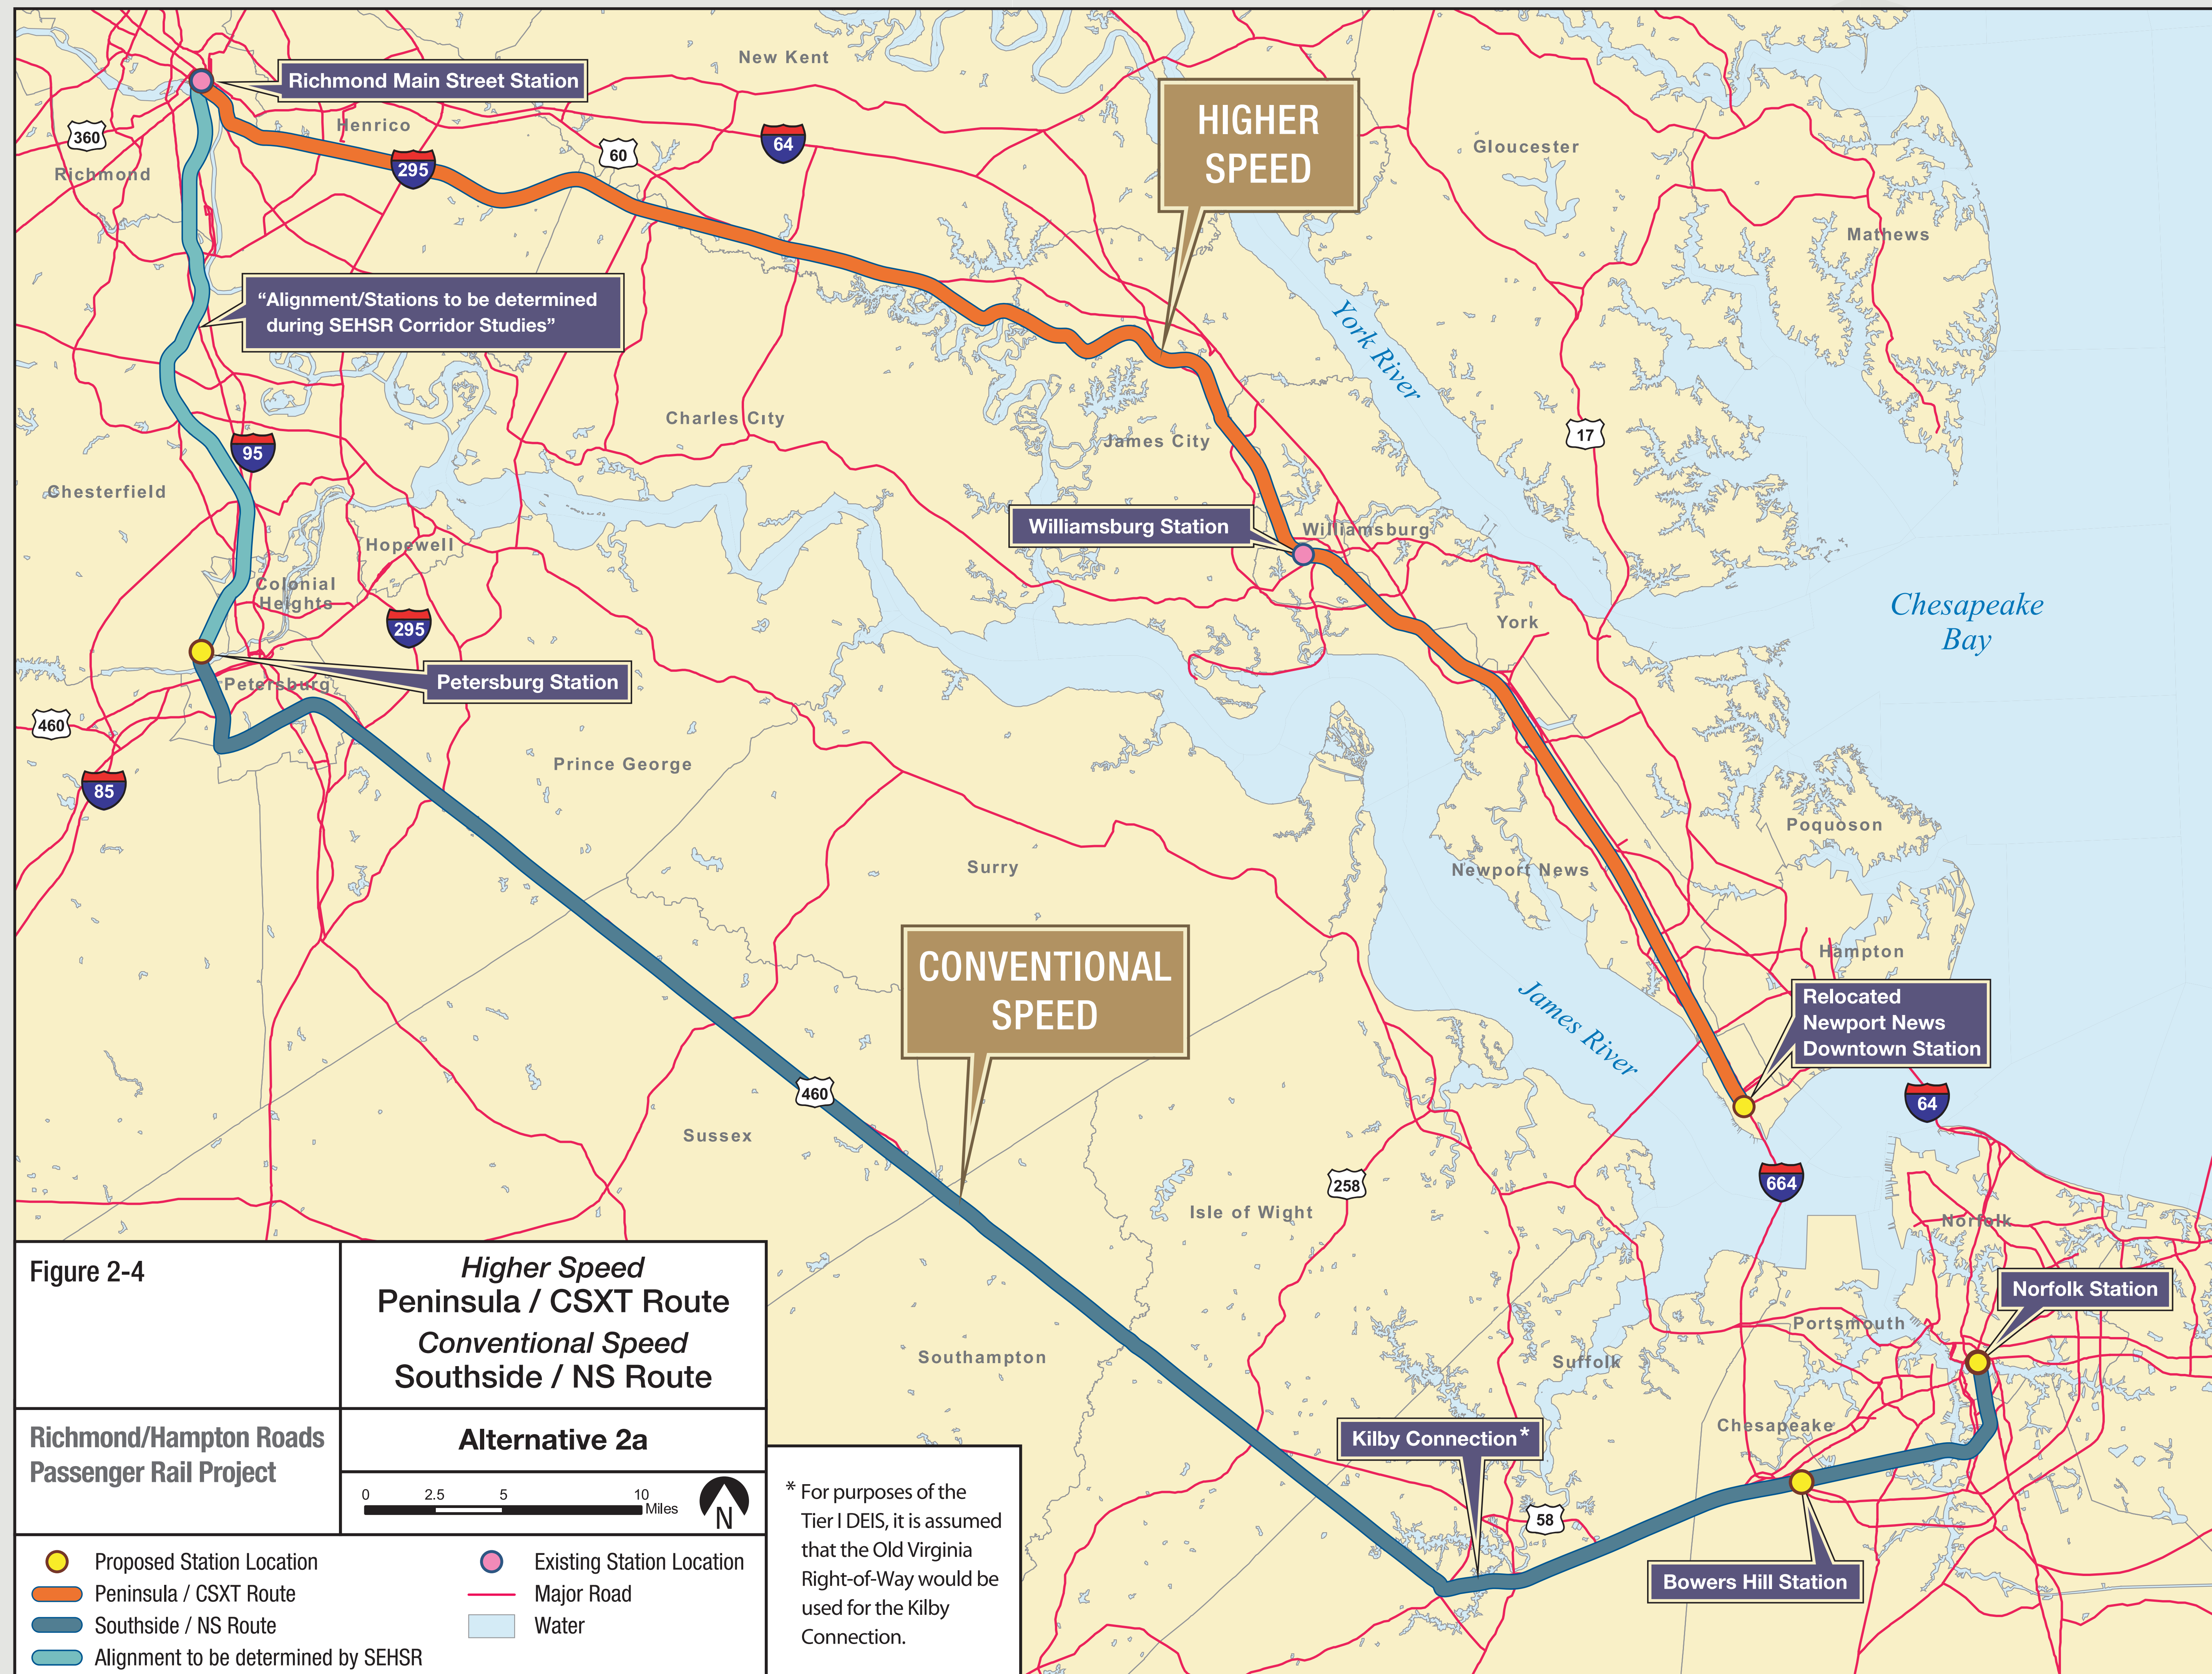 New Kent
Richmond Main Street Station
HIGHER
SPEED
360
Henrico
64
60
295
Gloucester
Richmond
Mathews
"Alignment/Stations to be determined
during SEHSR Corridor Studies"
York River
Charles City
James City
17
95
Chesterfield
Williamsburg Station
Williamsburg
Hopewell
Colonial
Heights
295
York
Chesapeake
Bay
Petersburg
Petersburg Station
460
85
Prince George
Poquoson
Surry
Newport News
Hampton
CONVENTIONAL
SPEED
James River
Relocated
Newport News
Downtown Station
460
64
Sussex
258
664
Isle of Wight
Norfolk
Norfolk Station
Portsmouth
Southampton
Suffolk
Chesapeake
Kilby Connection*
58
Bowers Hill Station
Figure 2-4
Higher Speed
Peninsula / CSXT Route
Conventional Speed
Southside / NS Route
Richmond/Hampton Roads
Passenger Rail Project
Alternative 2a
0 2.5 5 10
Miles
N
* For purposes of the
Tier I DEIS, it is assumed
that the Old Virginia
Right-of-Way would be
used for the Kilby
Connection.
Proposed Station Location
Peninsula / CSXT Route
Southside / NS Route
Alignment to be determined by SEHSR
Existing Station Location
Major Road
Water